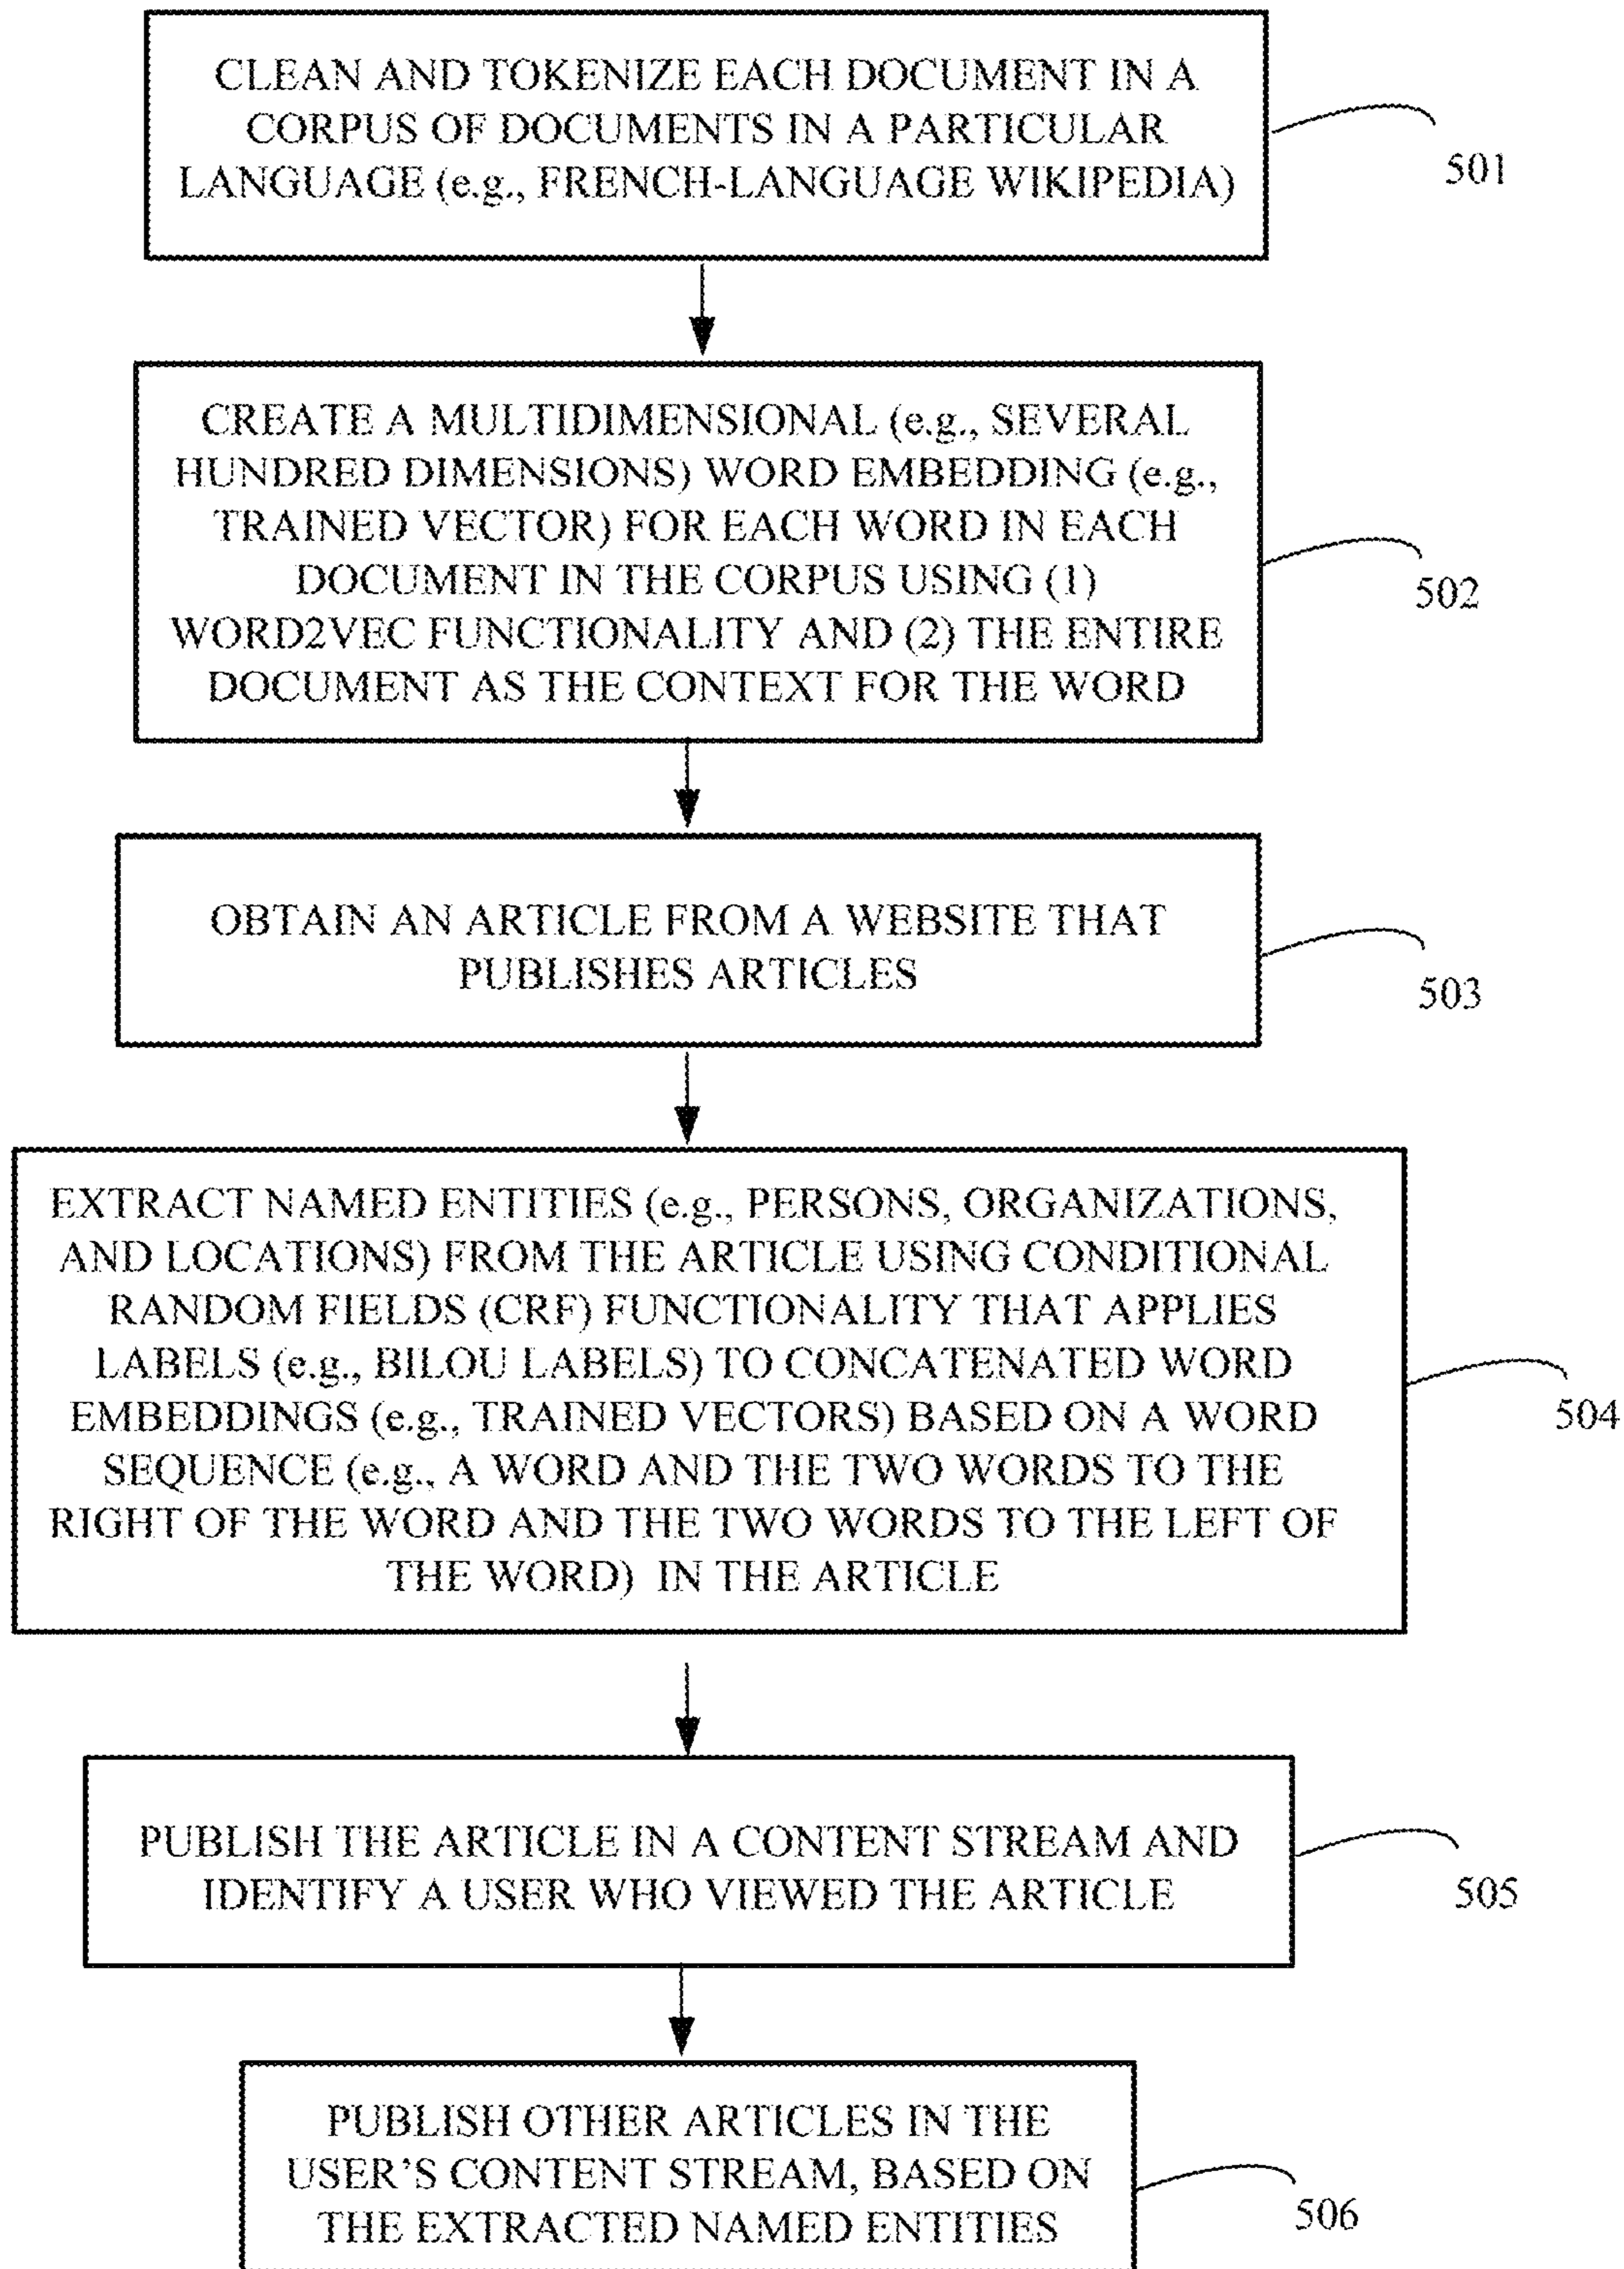 CLEAN AND TOKENIZE EACH DOCUMENT IN A
CORPUS OF DOCUMENTS IN A PARTICULAR
LANGUAGE (e.g., FRENCH-LANGUAGE WIKIPEDIA)
501
CREATE A MULTIDIMENSIONAL (e.g., SEVERAL
HUNDRED DIMENSIONS) WORD EMBEDDING (e.g.,
TRAINED VECTOR) FOR EACH WORD IN EACH
DOCUMENT IN THE CORPUS USING (1)
WORD2VEC FUNCTIONALITY AND (2) THE ENTIRE
DOCUMENT AS THE CONTEXT FOR THE WORD
502
OBTAIN AN ARTICLE FROM A WEBSITE THAT
PUBLISHES ARTICLES
503
EXTRACT NAMED ENTITIES (e.g., PERSONS, ORGANIZATIONS,
AND LOCATIONS) FROM THE ARTICLE USING CONDITIONAL
RANDOM FIELDS (CRF) FUNCTIONALITY THAT APPLIES
LABELS (e.g., BILOU LABELS) TO CONCATENATED WORD
EMBEDDINGS (e.g., TRAINED VECTORS) BASED ON A WORD
SEQUENCE (e.g., A WORD AND THE TWO WORDS TO THE
RIGHT OF THE WORD AND THE TWO WORDS TO THE LEFT OF
THE WORD) IN THE ARTICLE
504
PUBLISH THE ARTICLE IN A CONTENT STREAM AND
IDENTIFY A USER WHO VIEWED THE ARTICLE
505
PUBLISH OTHER ARTICLES IN THE
USER'S CONTENT STREAM, BASED ON
THE EXTRACTED NAMED ENTITIES
506